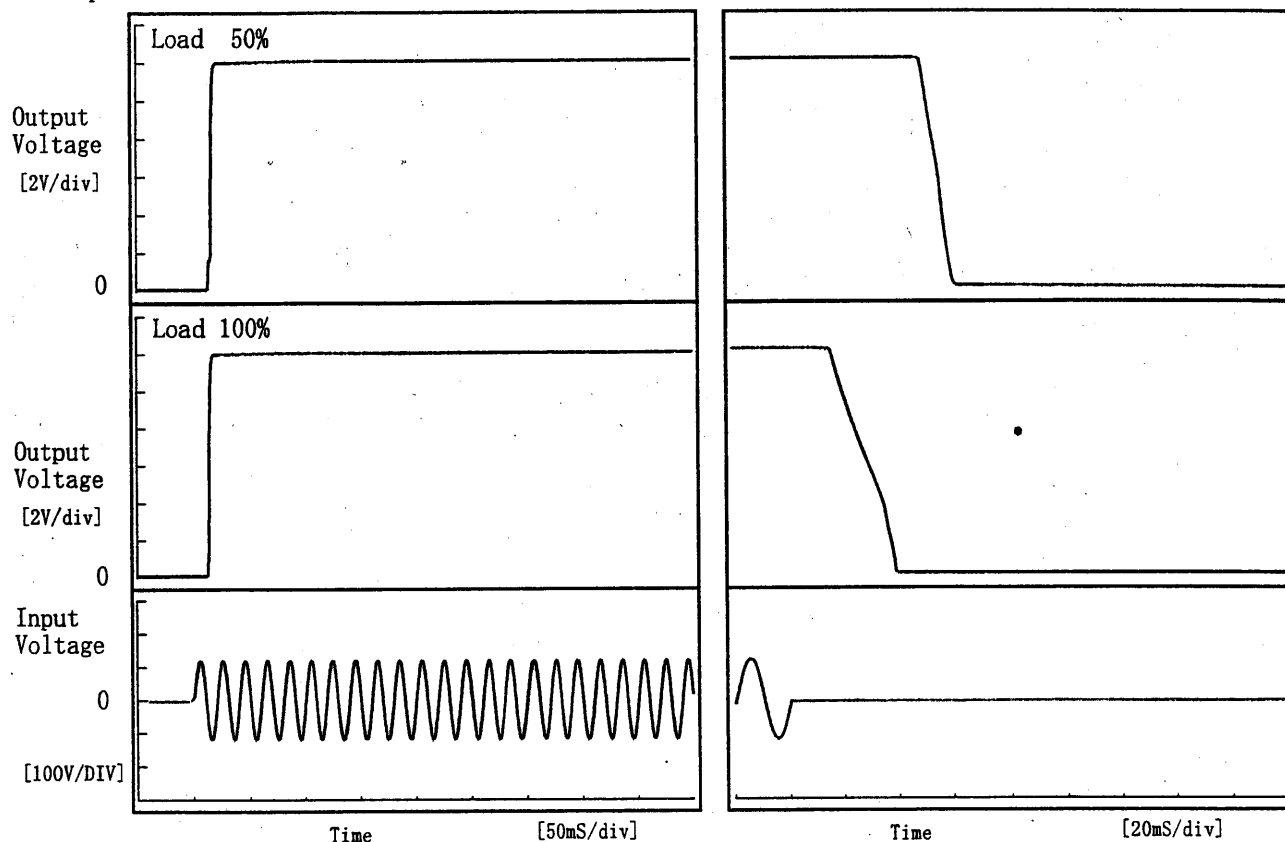 Load 50%
Output
Voltage
[2V/div]
0
Load 100%
Output
Voltage
[2V/div]
0
Input
Voltage
0
[100V/DIV]
Time [50mS/div]
Time [20mS/div]